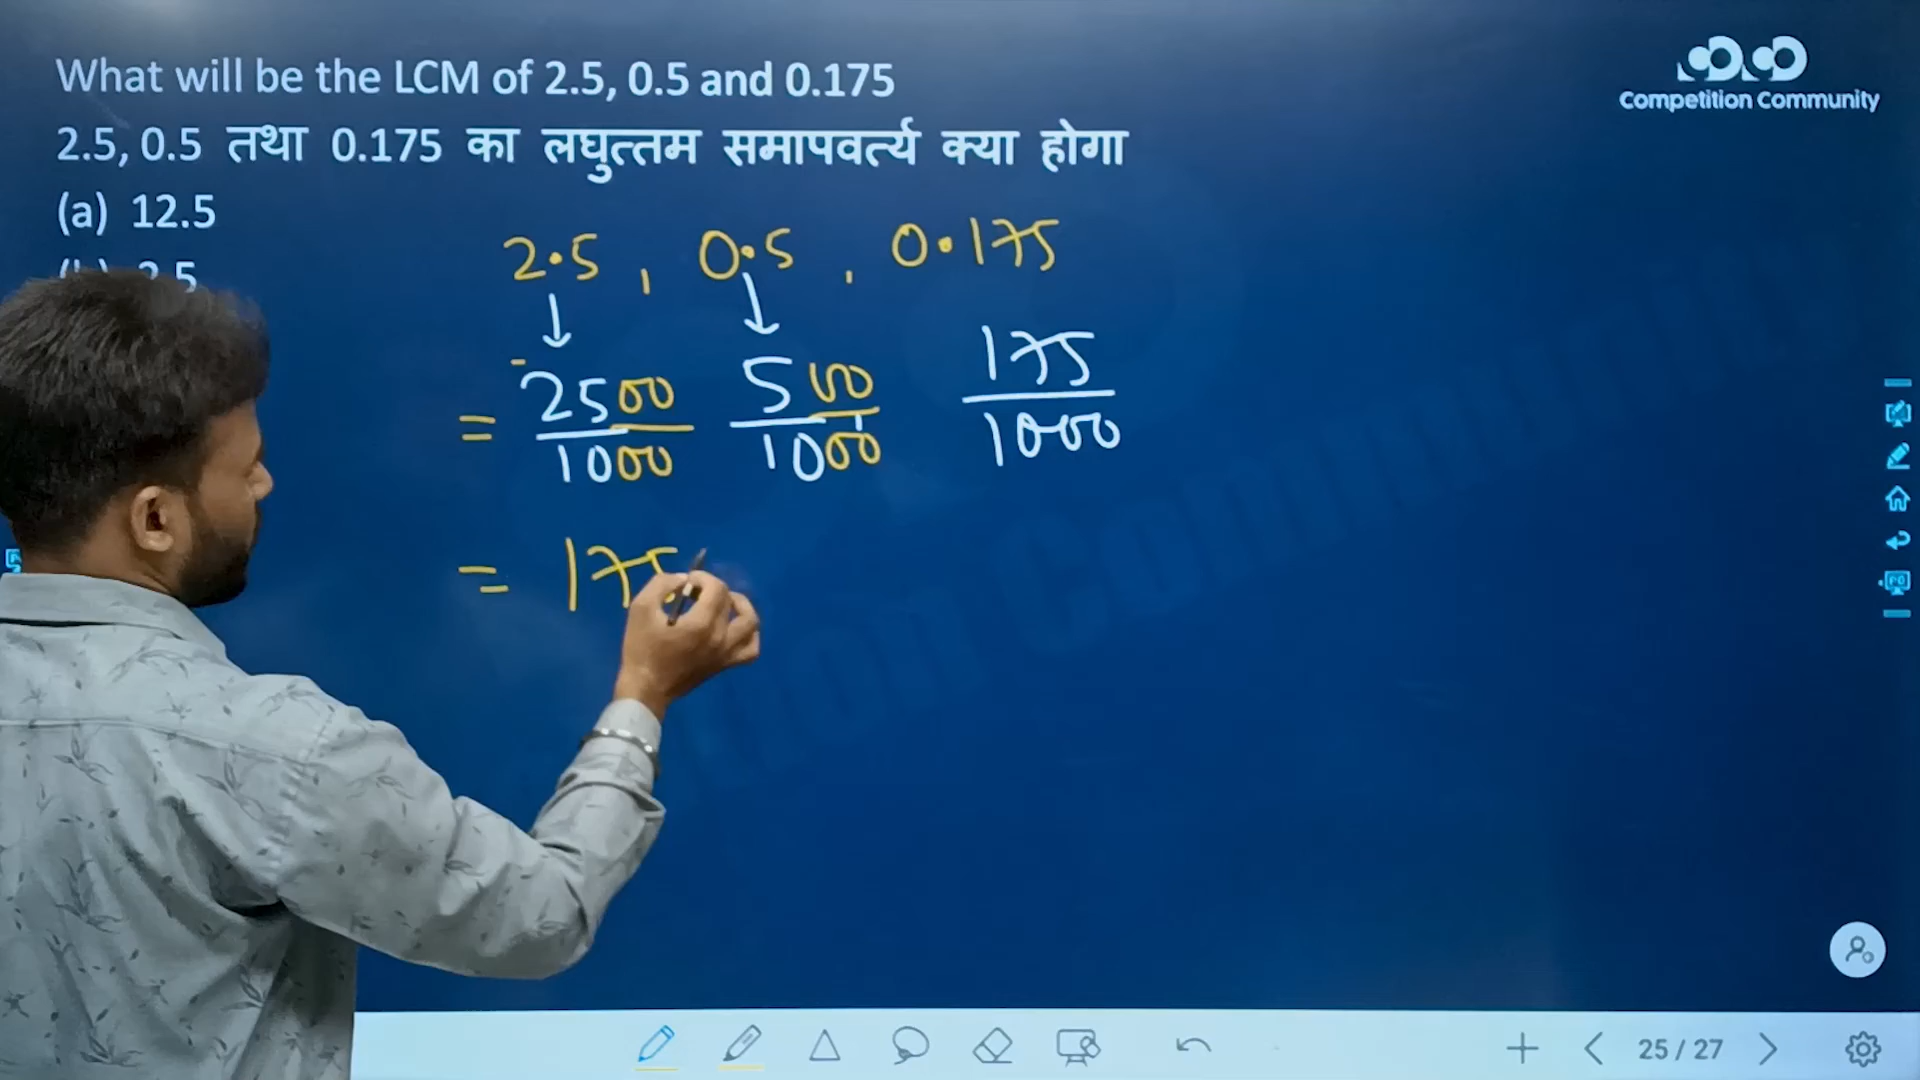 What will be the LCM of 2.5, 0.5 and 0.175
Competition Community
2.5, 0.5 तथा 0.175 का लघुत्तम समापवर्त्य क्या होगा
(a) 12.5
2.5 , 0.5 , 0.175
= 2500/1000 500/1000 175/1000
= 175
25 / 27